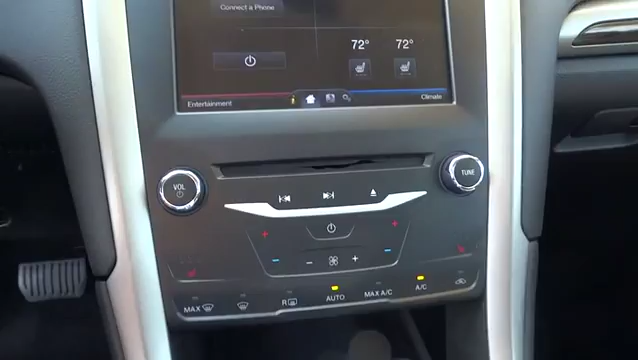 Connect a Phone
72° 72°
Entertainment i Climate
VOL
TUNE
+ +
- - + -
MAX R AUTO MAX A/C A/C